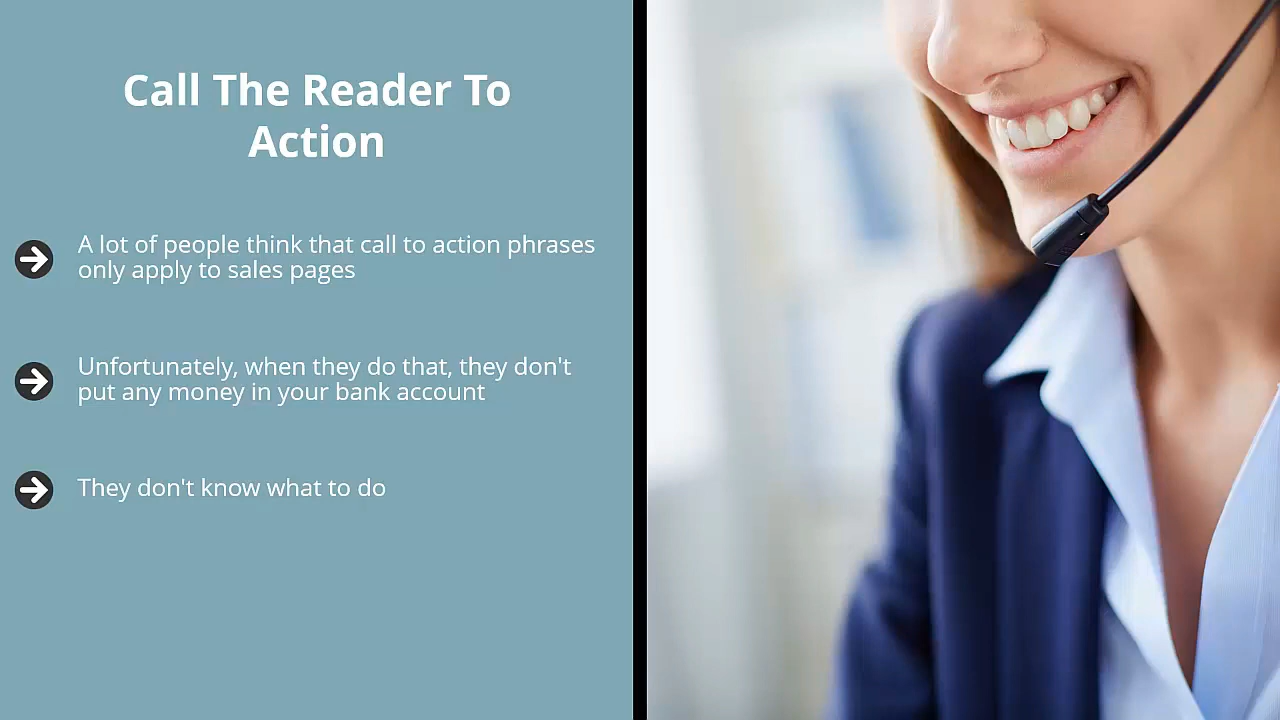 Call The Reader To
Action
A lot of people think that call to action phrases
only apply to sales pages
Unfortunately, when they do that, they don't
put any money in your bank account
They don't know what to do